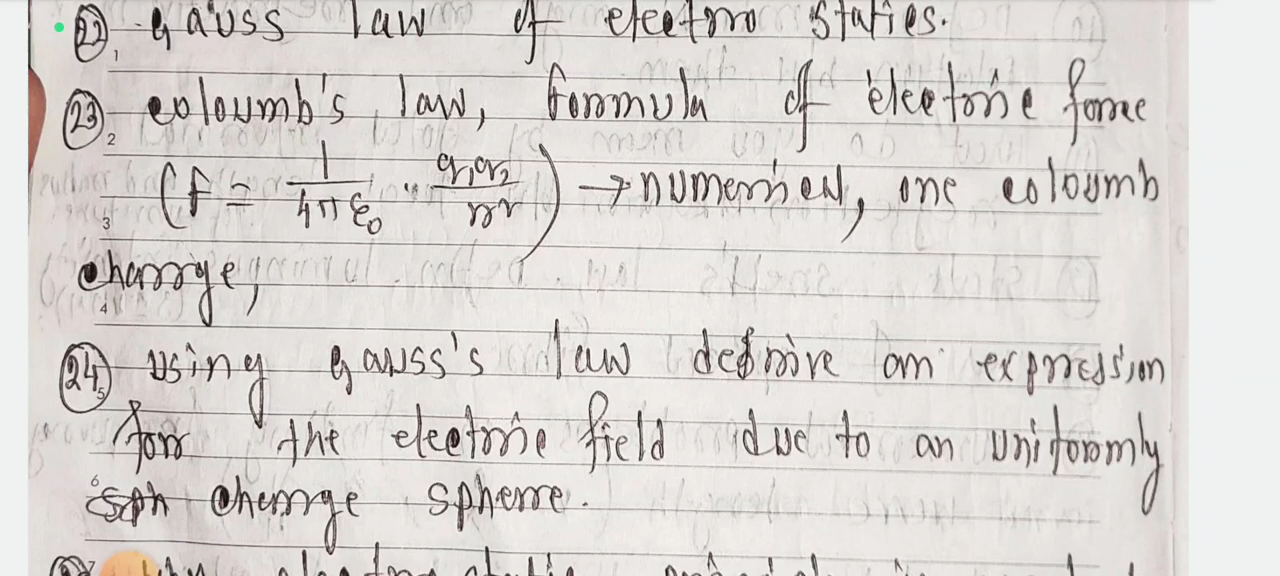 22 Gauss law of electro staties.
23 coloumb's law, formula of electric force
(F = 1/4πε₀ · q₁q₂/r²) → numerical, one coloumb
charge,
24 using Gauss's law derive an expression
for the electric field due to an uniformly
sph charge sphere.